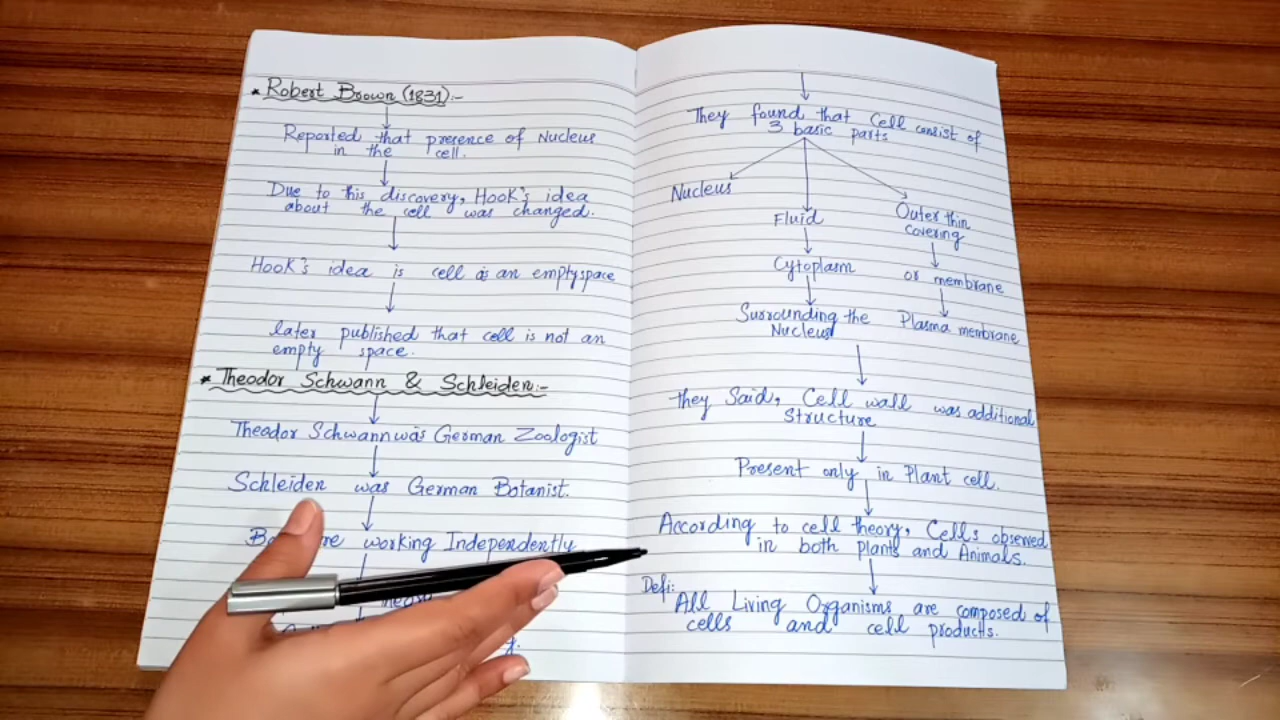 * Robert Brown (1831):-
Reported that presence of Nucleus
in the cell.
Due to this discovery, Hook's idea
about the cell was changed.
Hook's idea is cell is an emptyspace
later published that cell is not an
empty space.
* Theodor Schwann & Schleiden:-
Theodor Schwann was German Zoologist
Schleiden was German Botanist.
working Independently
They found that Cell consist of
3 basic parts
Nucleus
Fluid
Outer thin
covering
Cytoplasm
or membrane
Surrounding the
Nucleus
Plasma membrane
they Said, Cell wall was additional
Structure
Present only in Plant cell.
According to cell theory, Cells observed
in both plants and Animals.
Defi:
All Living Organisms are composed of
cells and cell products.